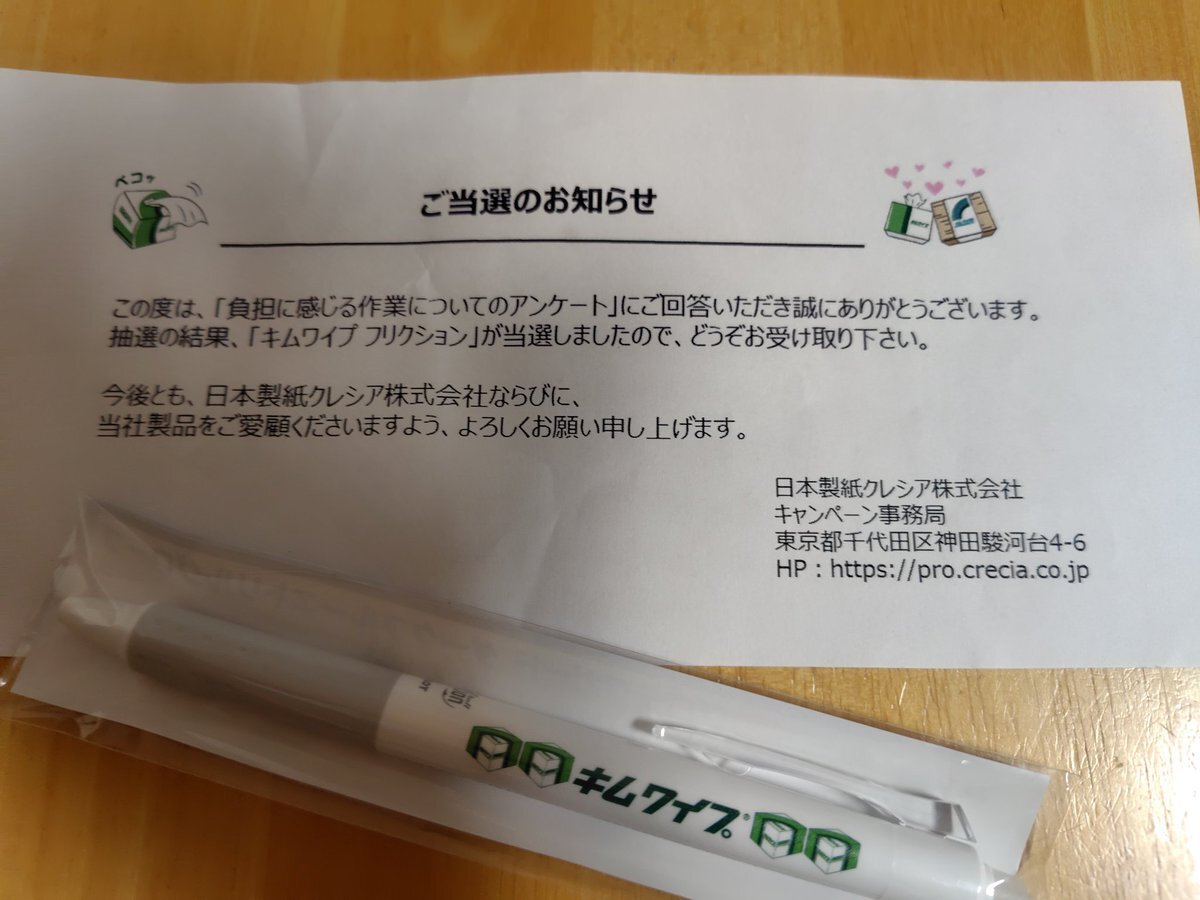 ペコッ
ご当選のお知らせ
この度は、「負担に感じる作業についてのアンケート」にご回答いただき誠にありがとうございます。
抽選の結果、「キムワイプ フリクション」が当選しましたので、どうぞお受け取り下さい。
今後とも、日本製紙クレシア株式会社ならびに、
当社製品をご愛顧くださいますよう、よろしくお願い申し上げます。
日本製紙クレシア株式会社
キャンペーン事務局
東京都千代田区神田駿河台4-6
HP：https://pro.crecia.co.jp
キムワイプ®